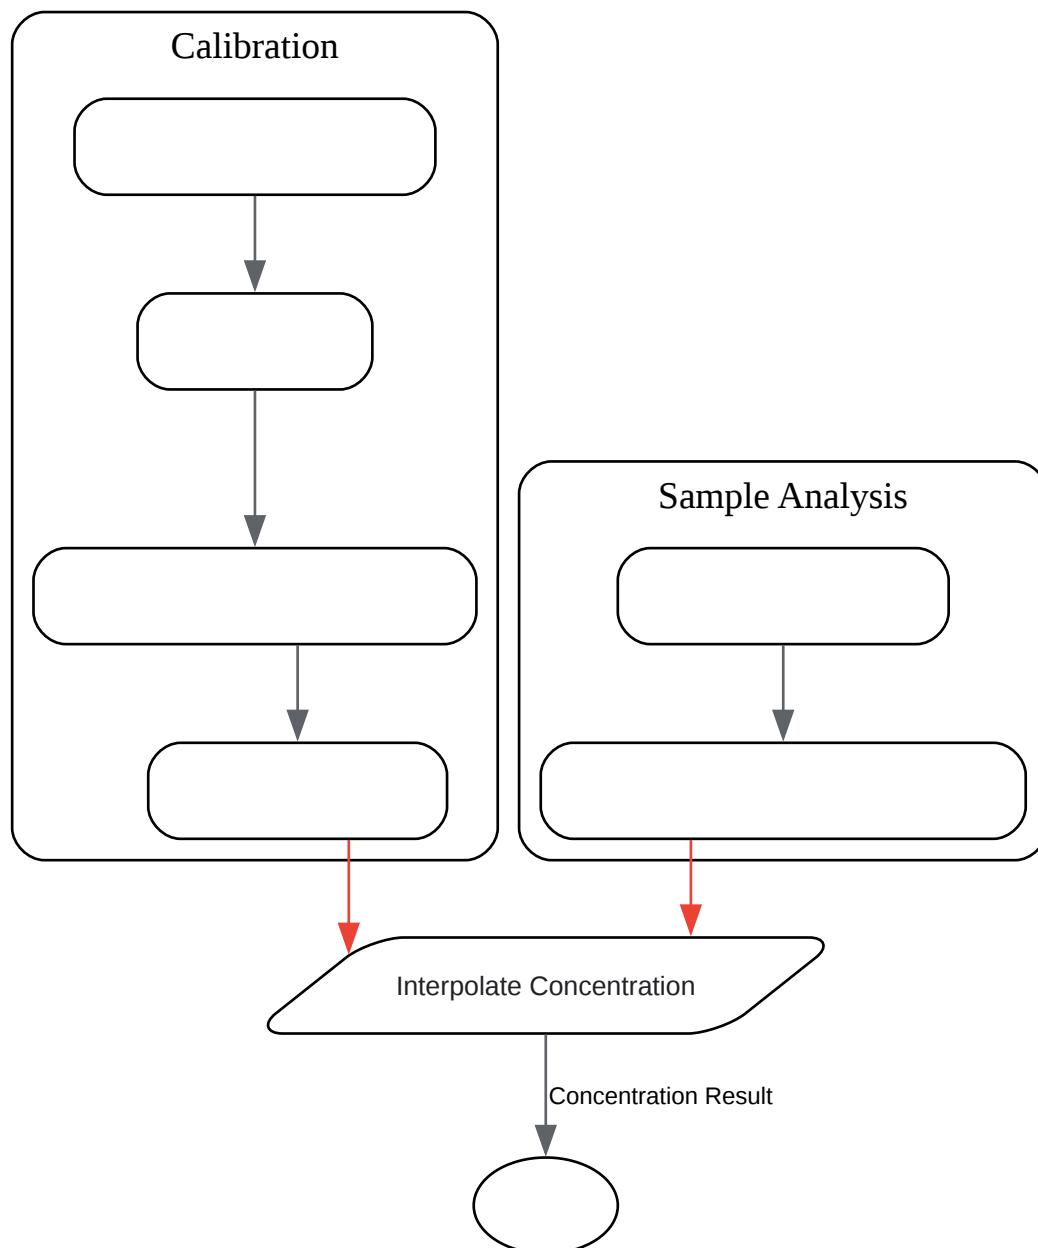 Calibration
Sample Analysis
Interpolate Concentration
Concentration Result